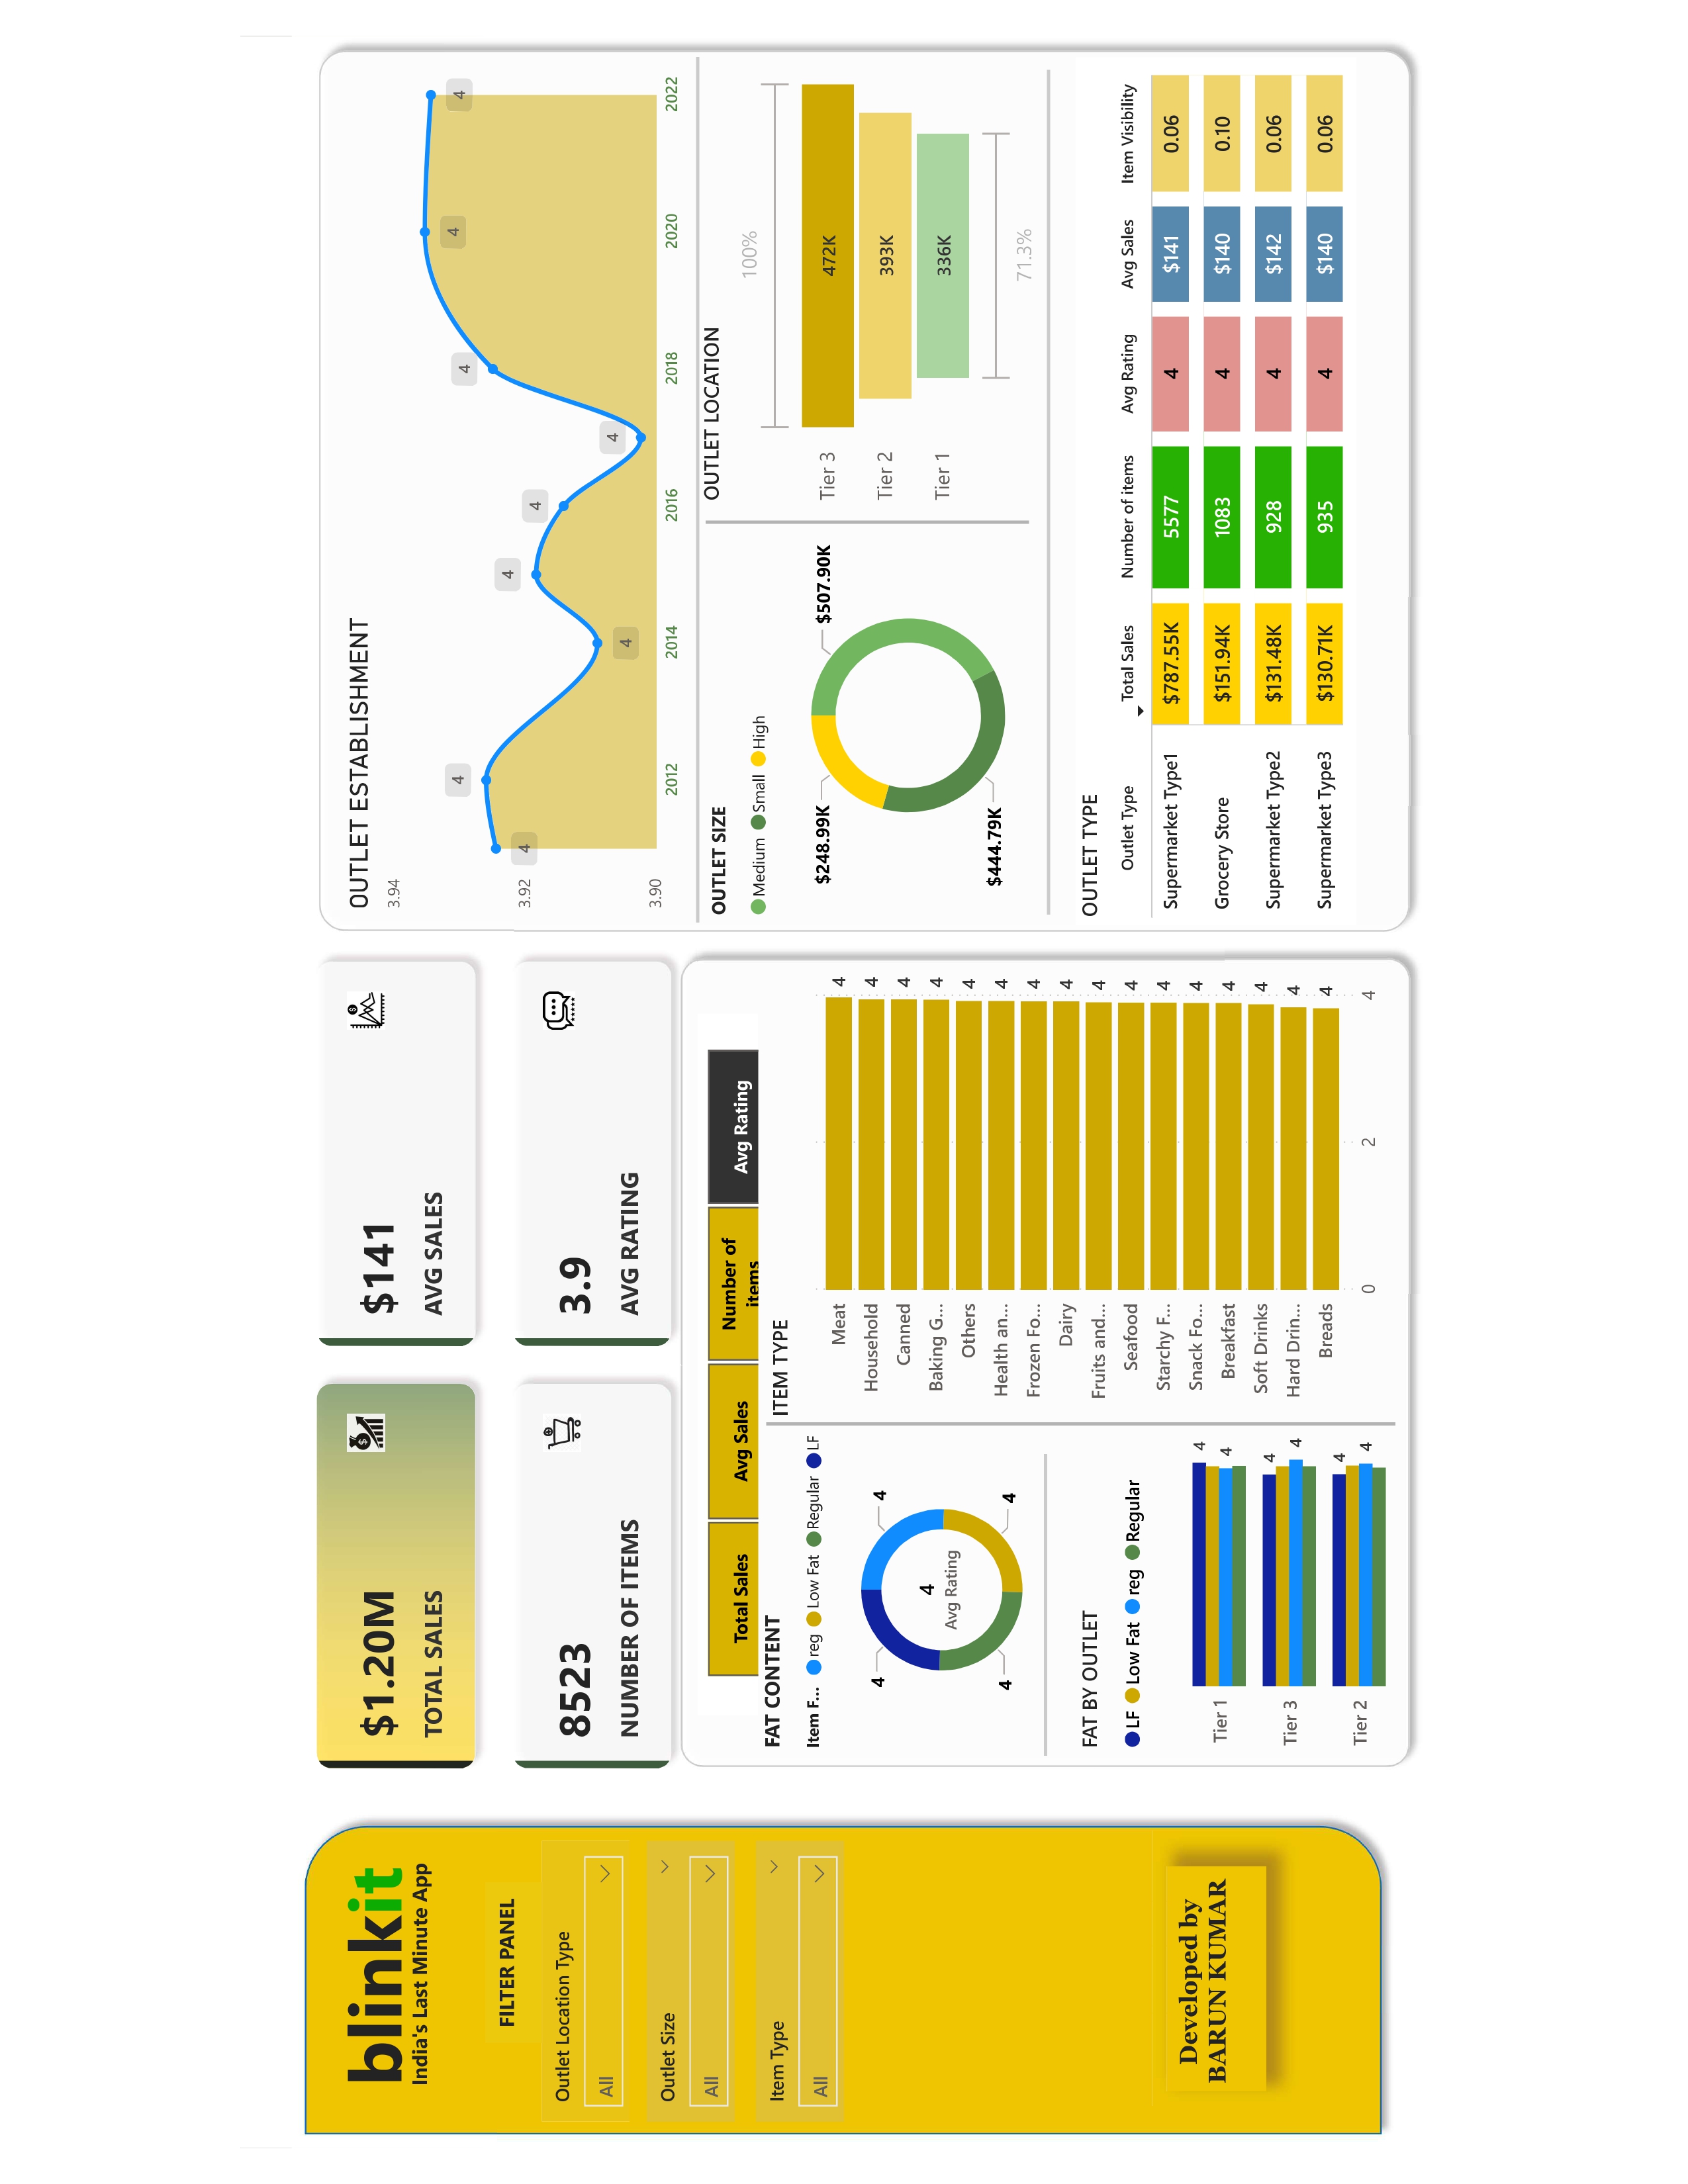 blinkit
India's Last Minute App
FILTER PANEL
Outlet Location Type
All
Outlet Size
All
Item Type
All
Developed by
BARUN KUMAR
$1.20M
TOTAL SALES
$141
AVG SALES
8523
NUMBER OF ITEMS
3.9
AVG RATING
Total Sales
Avg Sales
Number of
items
Avg Rating
FAT CONTENT
Item F... reg Low Fat Regular LF
4
4
4
Avg Rating
4
4
FAT BY OUTLET
LF Low Fat reg Regular
Tier 1
4
4
Tier 3
4
4
Tier 2
4
4
ITEM TYPE
Meat 4
Household 4
Canned 4
Baking G... 4
Others 4
Health an... 4
Frozen Fo... 4
Dairy 4
Fruits and... 4
Seafood 4
Starchy F... 4
Snack Fo... 4
Breakfast 4
Soft Drinks 4
Hard Drin... 4
Breads 4
0 2 4
OUTLET ESTABLISHMENT
3.94
3.92
3.90
4
4
4
4
4
4
4
4
4
2012 2014 2016 2018 2020 2022
OUTLET SIZE
Medium Small High
$248.99K
$507.90K
$444.79K
OUTLET LOCATION
100%
Tier 3 472K
Tier 2 393K
Tier 1 336K
71.3%
OUTLET TYPE
Outlet Type Total Sales Number of items Avg Rating Avg Sales Item Visibility
Supermarket Type1 $787.55K 5577 4 $141 0.06
Grocery Store $151.94K 1083 4 $140 0.10
Supermarket Type2 $131.48K 928 4 $142 0.06
Supermarket Type3 $130.71K 935 4 $140 0.06